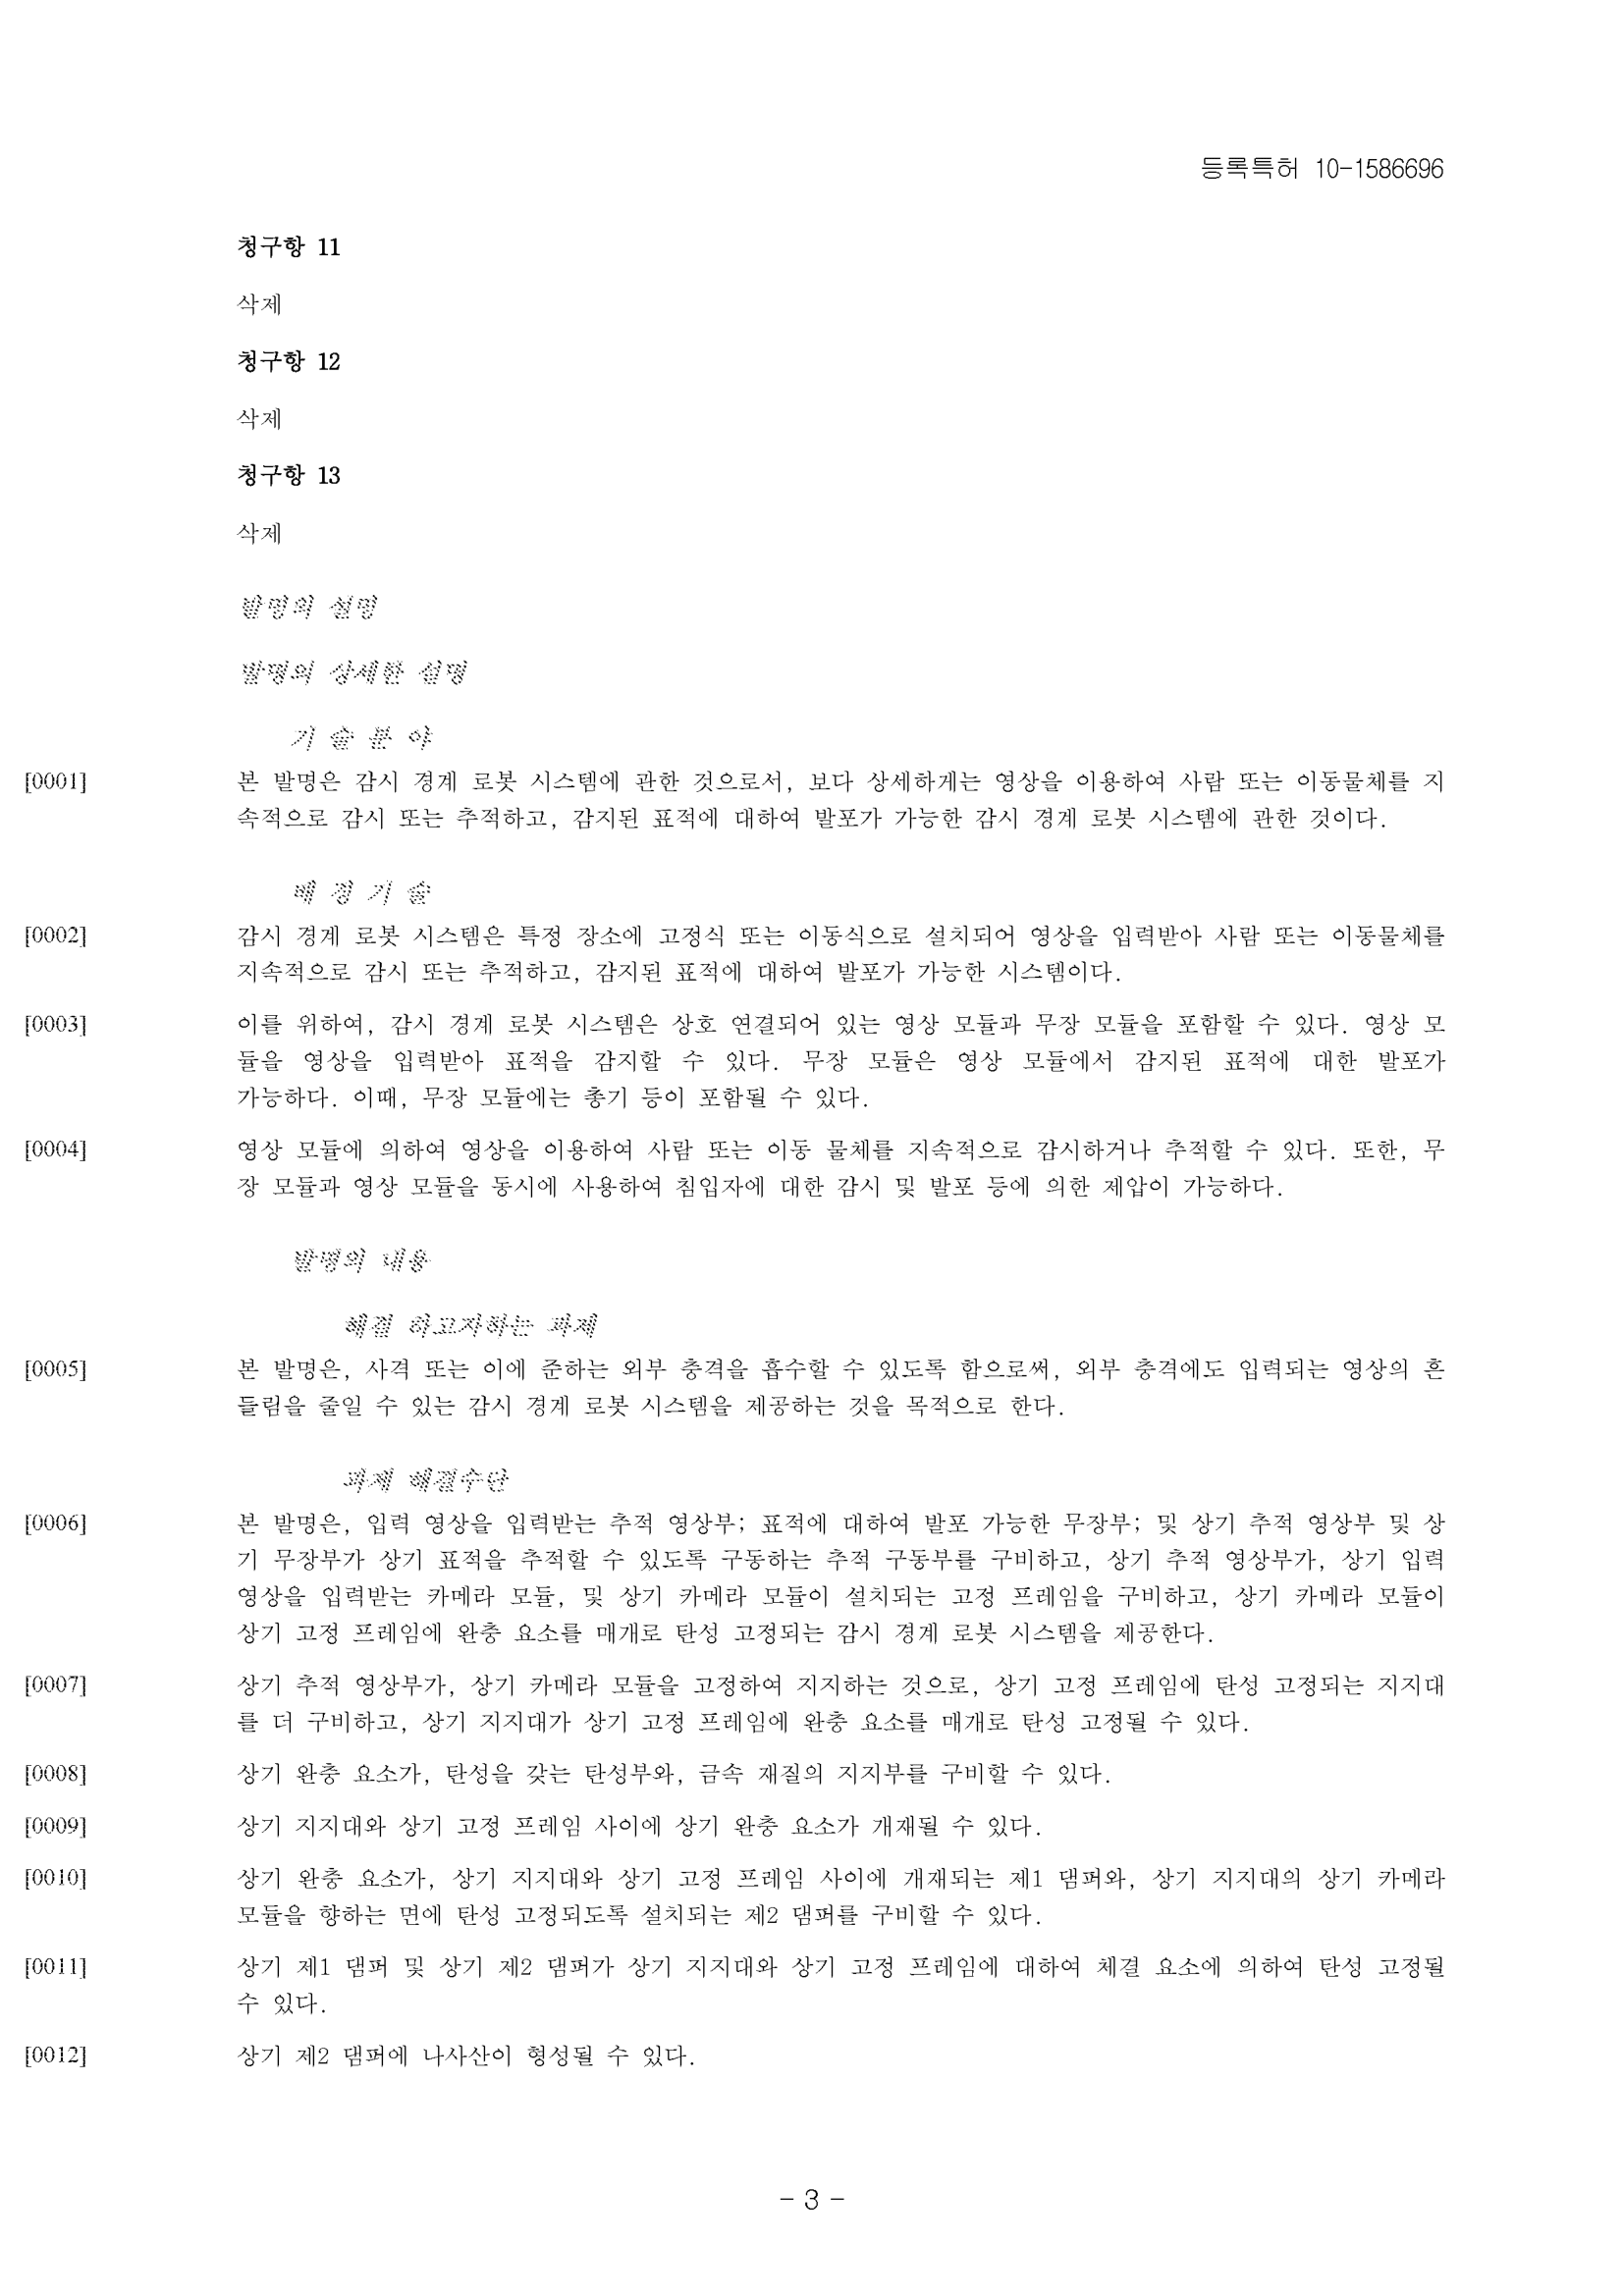 등록특허 10-1586696
청구항 11
삭제
청구항 12
삭제
청구항 13
삭제
발명의 설명
발명의 상세한 설명
기 술 분 야
[0001] 본 발명은 감시 경계 로봇 시스템에 관한 것으로서, 보다 상세하게는 영상을 이용하여 사람 또는 이동물체를 지
속적으로 감시 또는 추적하고, 감지된 표적에 대하여 발포가 가능한 감시 경계 로봇 시스템에 관한 것이다.
배 경 기 술
[0002] 감시 경계 로봇 시스템은 특정 장소에 고정식 또는 이동식으로 설치되어 영상을 입력받아 사람 또는 이동물체를
지속적으로 감시 또는 추적하고, 감지된 표적에 대하여 발포가 가능한 시스템이다.
[0003] 이를 위하여, 감시 경계 로봇 시스템은 상호 연결되어 있는 영상 모듈과 무장 모듈을 포함할 수 있다. 영상 모
듈을 영상을 입력받아 표적을 감지할 수 있다. 무장 모듈은 영상 모듈에서 감지된 표적에 대한 발포가
가능하다. 이때, 무장 모듈에는 총기 등이 포함될 수 있다.
[0004] 영상 모듈에 의하여 영상을 이용하여 사람 또는 이동 물체를 지속적으로 감시하거나 추적할 수 있다. 또한, 무
장 모듈과 영상 모듈을 동시에 사용하여 침입자에 대한 감시 및 발포 등에 의한 제압이 가능하다.
발명의 내용
해결 하고자하는 과제
[0005] 본 발명은, 사격 또는 이에 준하는 외부 충격을 흡수할 수 있도록 함으로써, 외부 충격에도 입력되는 영상의 흔
들림을 줄일 수 있는 감시 경계 로봇 시스템을 제공하는 것을 목적으로 한다.
과제 해결수단
[0006] 본 발명은, 입력 영상을 입력받는 추적 영상부; 표적에 대하여 발포 가능한 무장부; 및 상기 추적 영상부 및 상
기 무장부가 상기 표적을 추적할 수 있도록 구동하는 추적 구동부를 구비하고, 상기 추적 영상부가, 상기 입력
영상을 입력받는 카메라 모듈, 및 상기 카메라 모듈이 설치되는 고정 프레임을 구비하고, 상기 카메라 모듈이
상기 고정 프레임에 완충 요소를 매개로 탄성 고정되는 감시 경계 로봇 시스템을 제공한다.
[0007] 상기 추적 영상부가, 상기 카메라 모듈을 고정하여 지지하는 것으로, 상기 고정 프레임에 탄성 고정되는 지지대
를 더 구비하고, 상기 지지대가 상기 고정 프레임에 완충 요소를 매개로 탄성 고정될 수 있다.
[0008] 상기 완충 요소가, 탄성을 갖는 탄성부와, 금속 재질의 지지부를 구비할 수 있다.
[0009] 상기 지지대와 상기 고정 프레임 사이에 상기 완충 요소가 개재될 수 있다.
[0010] 상기 완충 요소가, 상기 지지대와 상기 고정 프레임 사이에 개재되는 제1 댐퍼와, 상기 지지대의 상기 카메라
모듈을 향하는 면에 탄성 고정되도록 설치되는 제2 댐퍼를 구비할 수 있다.
[0011] 상기 제1 댐퍼 및 상기 제2 댐퍼가 상기 지지대와 상기 고정 프레임에 대하여 체결 요소에 의하여 탄성 고정될
수 있다.
[0012] 상기 제2 댐퍼에 나사산이 형성될 수 있다.
- 3 -